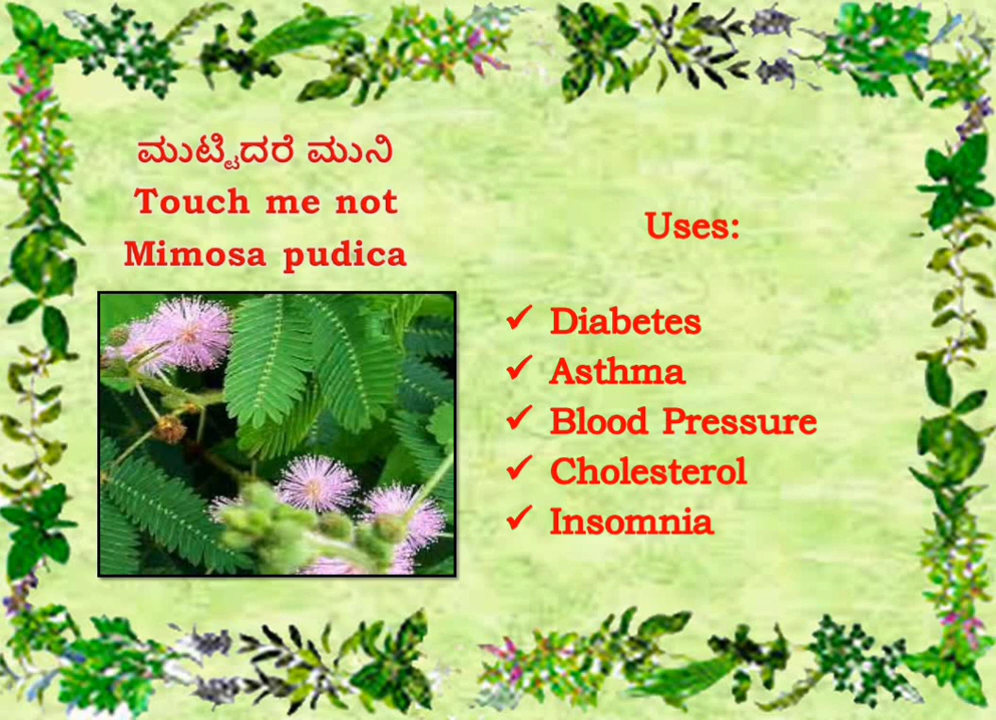 ಮುಟ್ಟಿದರೆ ಮುನಿ
Touch me not
Mimosa pudica
Uses:
✓ Diabetes
✓ Asthma
✓ Blood Pressure
✓ Cholesterol
✓ Insomnia